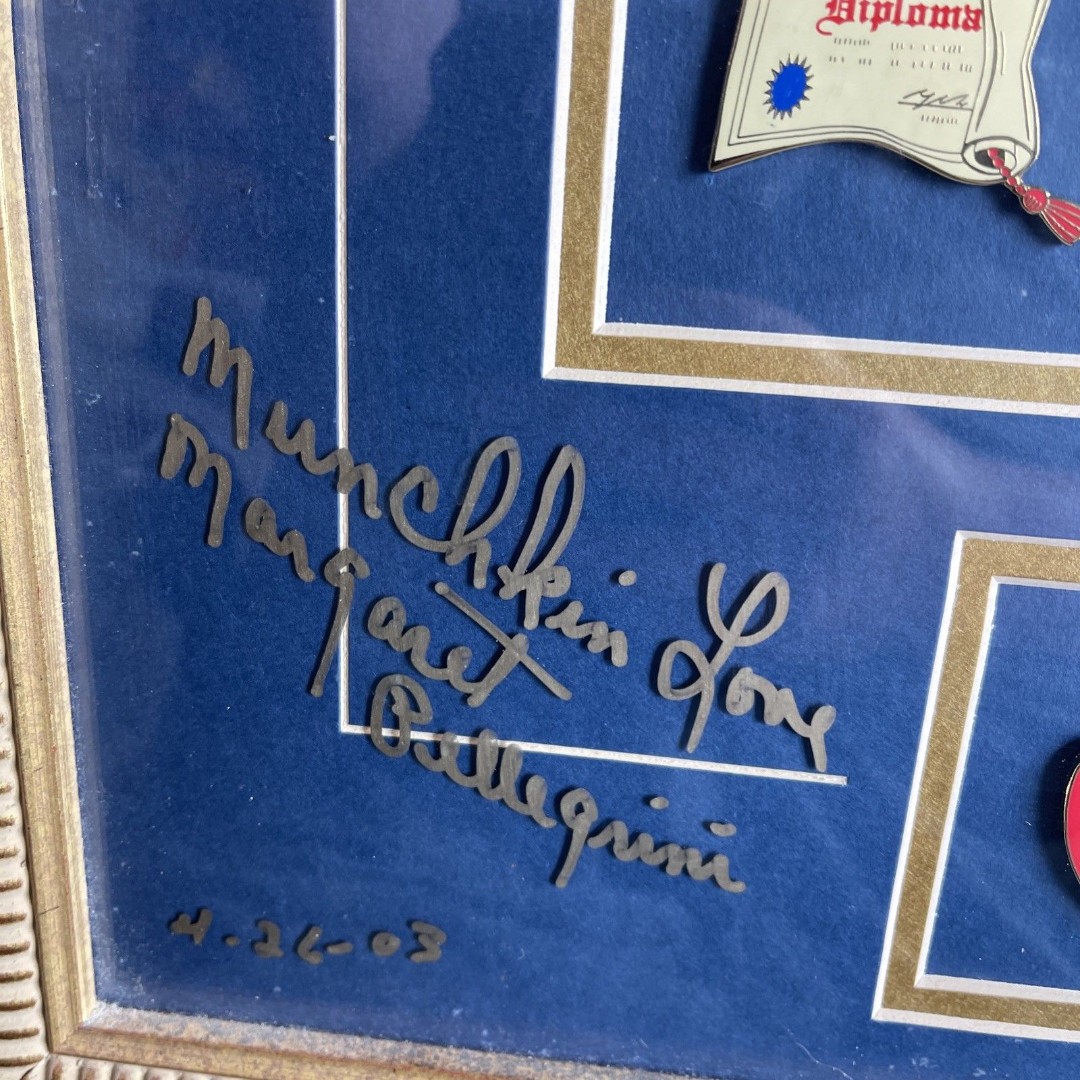 Diploma
Munchkin Love
Margaret
Pellegrini
4-26-03